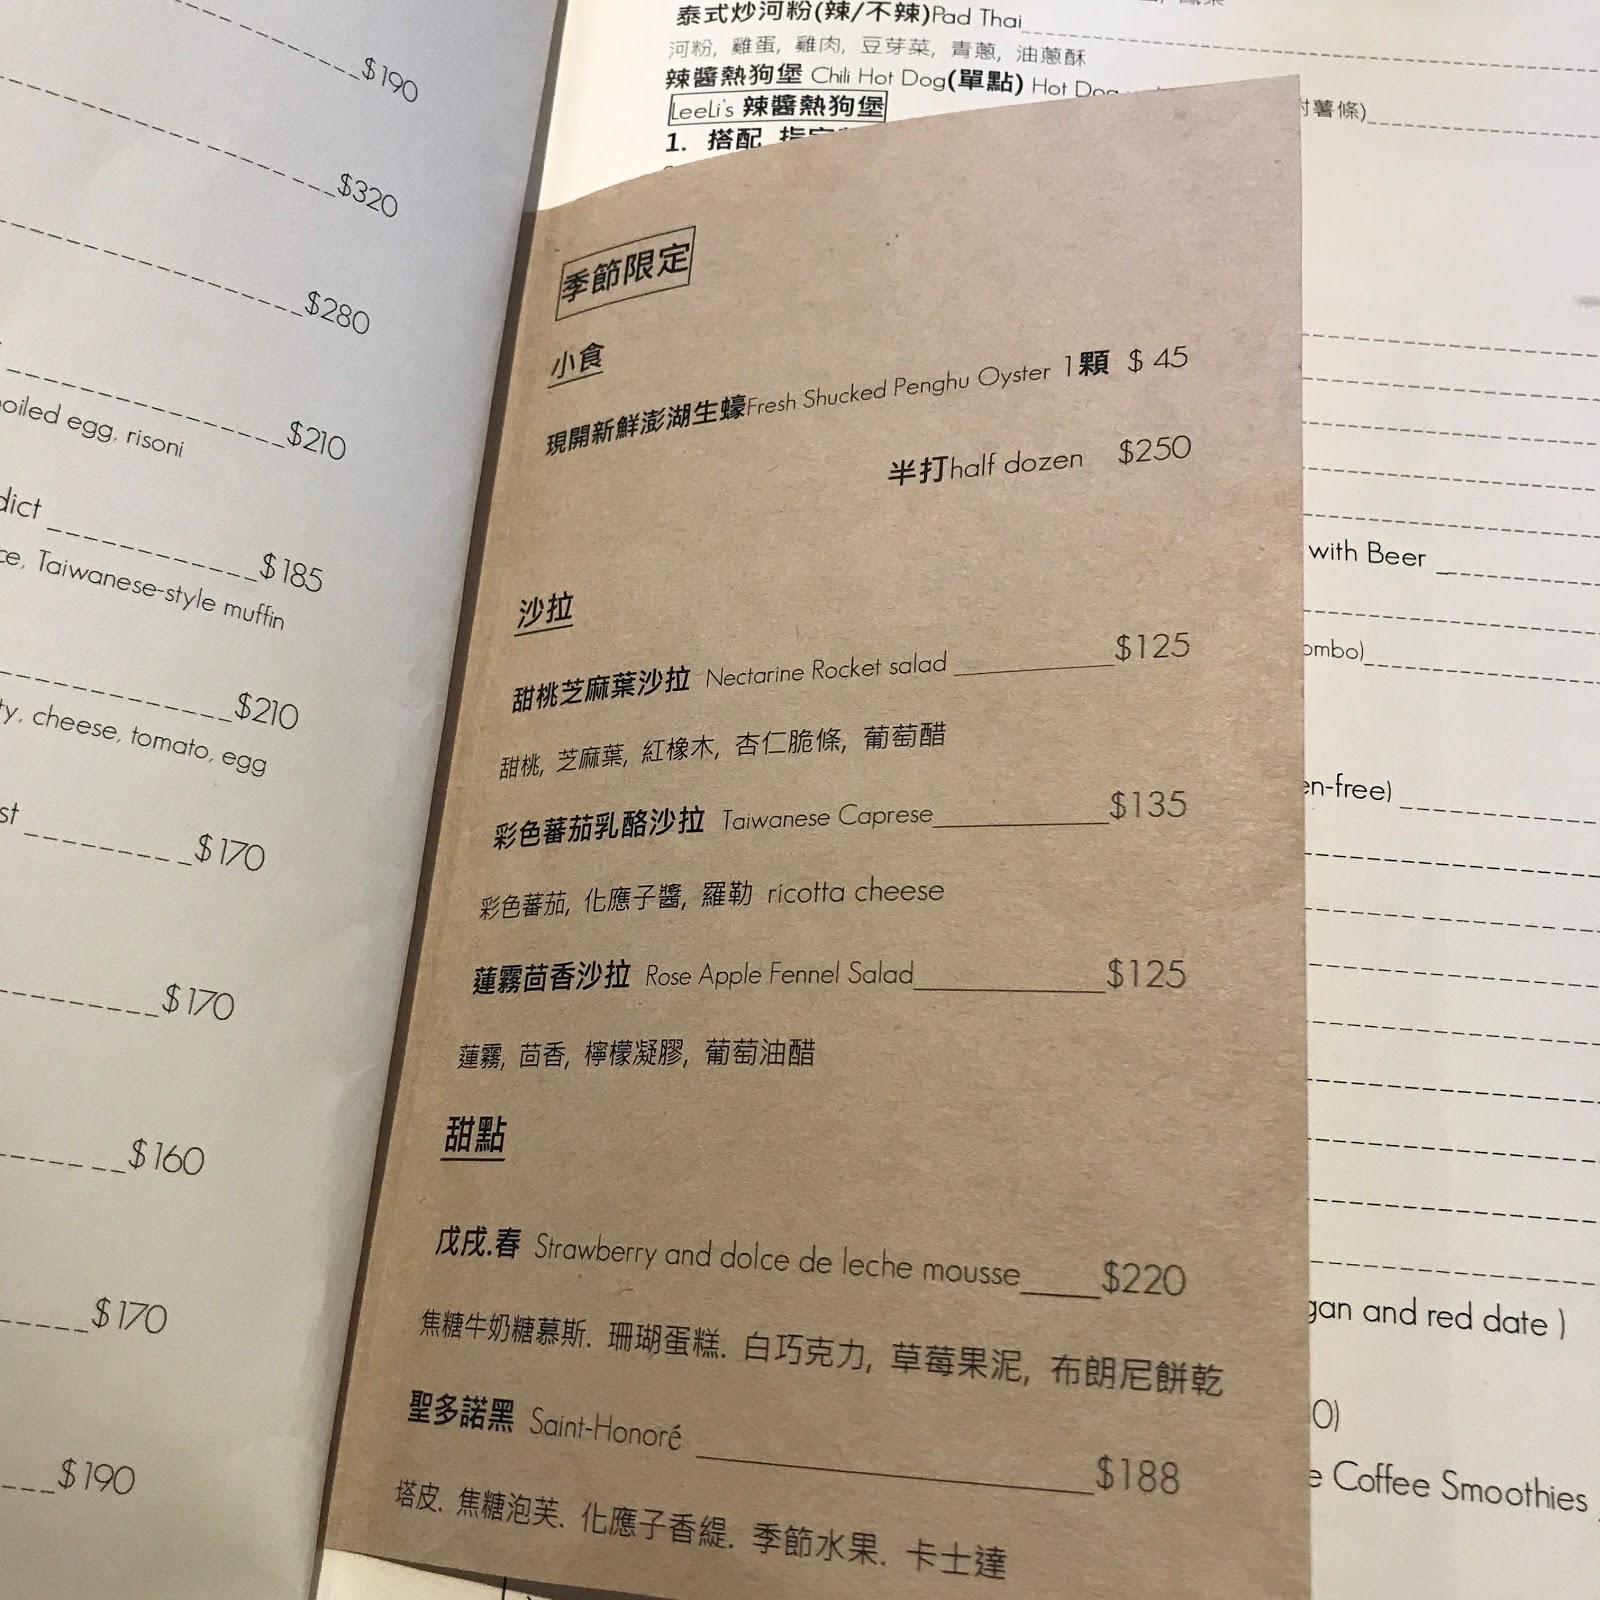 $190
$320
$280
$210
oiled egg, risoni
dict $185
ce, Taiwanese-style muffin
$210
ty, cheese, tomato, egg
st $170
$170
$160
$170
$190
泰式炒河粉(辣/不辣)Pad Thai
河粉, 雞蛋, 雞肉, 豆芽菜, 青蔥, 油蔥酥
辣醬熱狗堡 Chili Hot Dog(單點) Hot Dog
附薯條)
LeeLi's 辣醬熱狗堡
1. 搭配 指定
季節限定
小食
現開新鮮澎湖生蠔Fresh Shucked Penghu Oyster 1顆 $ 45
半打half dozen $250
沙拉
甜桃芝麻葉沙拉 Nectarine Rocket salad $125
甜桃, 芝麻葉, 紅橡木, 杏仁脆條, 葡萄醋
彩色蕃茄乳酪沙拉 Taiwanese Caprese $135
彩色蕃茄, 化應子醬, 羅勒 ricotta cheese
蓮霧茴香沙拉 Rose Apple Fennel Salad $125
蓮霧, 茴香, 檸檬凝膠, 葡萄油醋
甜點
戊戌.春 Strawberry and dolce de leche mousse $220
焦糖牛奶糖慕斯. 珊瑚蛋糕. 白巧克力, 草莓果泥, 布朗尼餅乾
聖多諾黑 Saint-Honoré $188
塔皮. 焦糖泡芙. 化應子香緹. 季節水果. 卡士達
with Beer
ombo)
en-free)
gan and red date )
0)
e Coffee Smoothies